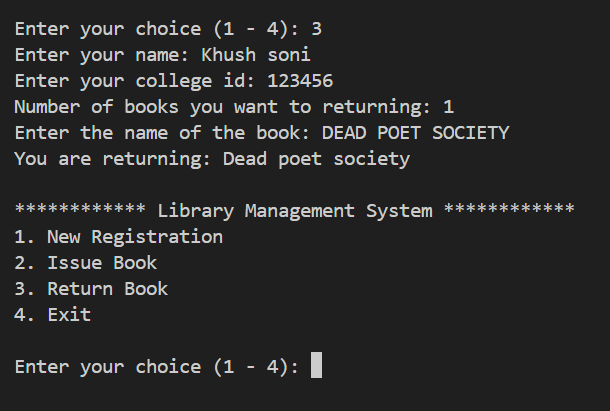 Enter your choice (1 - 4): 3
Enter your name: Khush soni
Enter your college id: 123456
Number of books you want to returning: 1
Enter the name of the book: DEAD POET SOCIETY
You are returning: Dead poet society
************ Library Management System ************
1. New Registration
2. Issue Book
3. Return Book
4. Exit
Enter your choice (1 - 4):